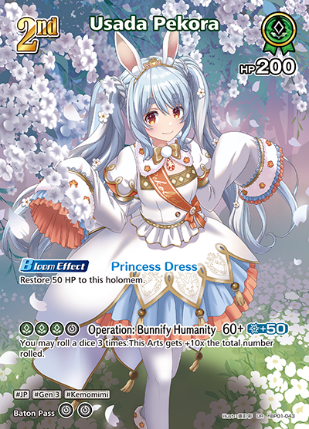 Usada Pekora
2nd
HP200
Bloom Effect Princess Dress
Restore 50 HP to this holomem.
Operation: Bunnify Humanity 60+ +50
You may roll a dice 3 times.This Arts gets +10x the total number
rolled.
#JP #Gen 3 #Kemomimi
Baton Pass
hBP01-043